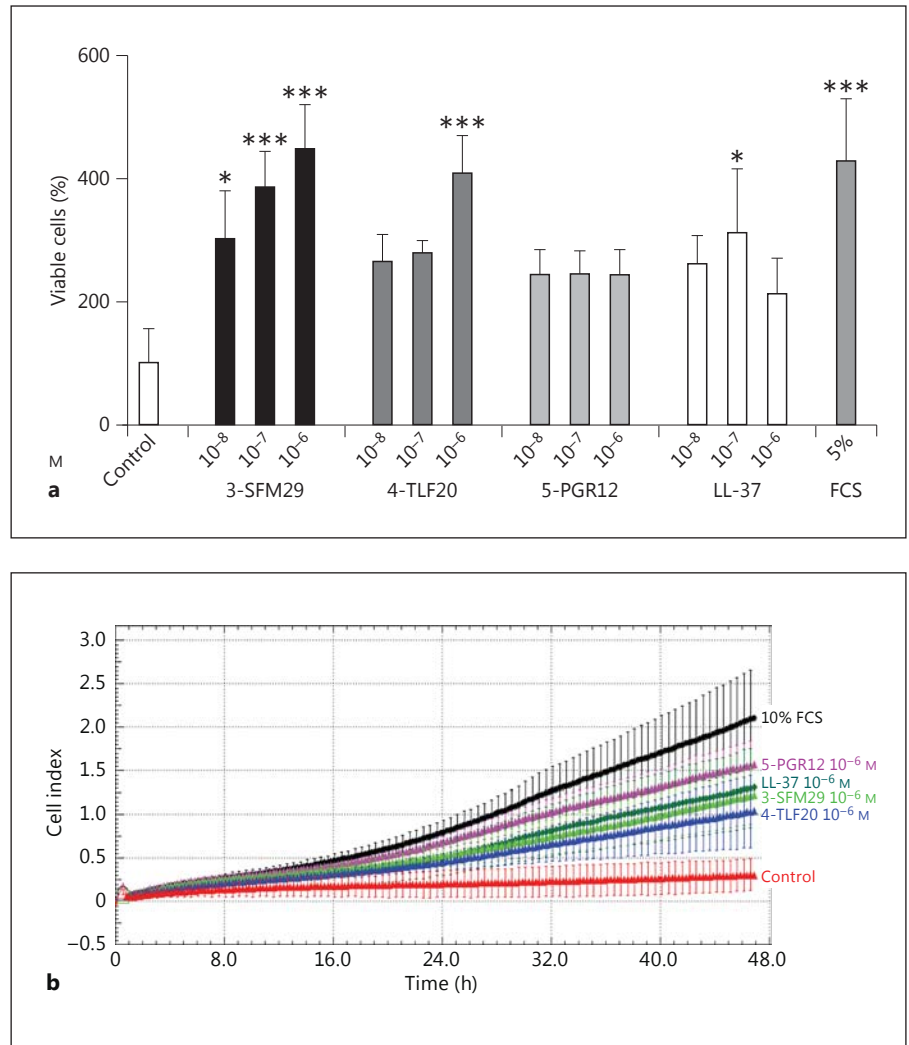 600
400
200
0
Viable cells (%)
*
***
***
***
*
***
M
Control
10⁻⁸
10⁻⁷
10⁻⁶
10⁻⁸
10⁻⁷
10⁻⁶
10⁻⁸
10⁻⁷
10⁻⁶
10⁻⁸
10⁻⁷
10⁻⁶
5%
a
3-SFM29
4-TLF20
5-PGR12
LL-37
FCS
3.0
2.5
2.0
1.5
1.0
0.5
0
−0.5
Cell index
10% FCS
5-PGR12 10⁻⁶ M
LL-37 10⁻⁶ M
3-SFM29 10⁻⁶ M
4-TLF20 10⁻⁶ M
Control
0
8.0
16.0
24.0
32.0
40.0
48.0
Time (h)
b